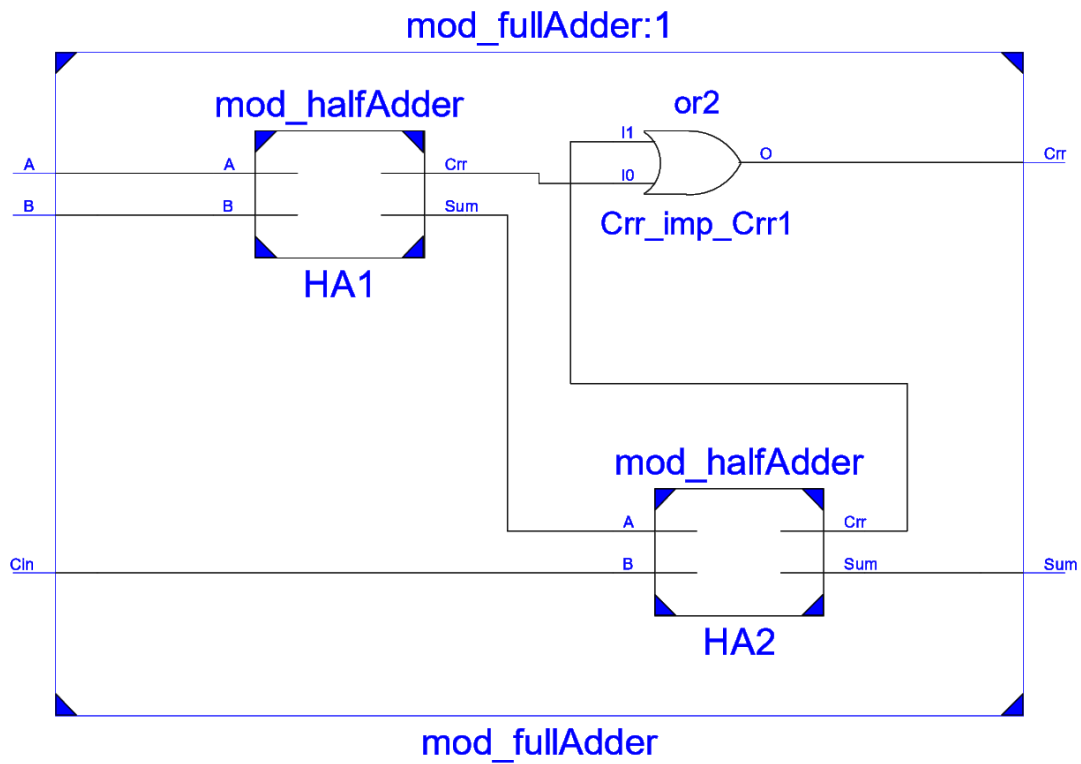 mod_fullAdder:1
mod_halfAdder
or2
A
B
A
B
Crr
Sum
HA1
I1
I0
O
Crr
Crr_imp_Crr1
mod_halfAdder
CIn
A
B
Crr
Sum
Sum
HA2
mod_fullAdder